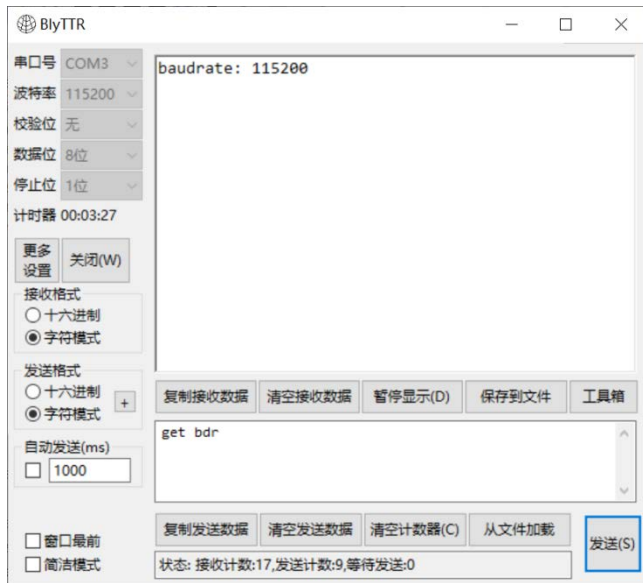 BlyTTR
串口号 COM3
波特率 115200
校验位 无
数据位 8位
停止位 1位
计时器 00:03:27
更多
设置
关闭(W)
接收格式
十六进制
字符模式
发送格式
十六进制
字符模式
+
自动发送(ms)
1000
窗口最前
简洁模式
baudrate: 115200
复制接收数据 清空接收数据 暂停显示(D) 保存到文件 工具箱
get bdr
复制发送数据 清空发送数据 清空计数器(C) 从文件加载 发送(S)
状态: 接收计数:17,发送计数:9,等待发送:0